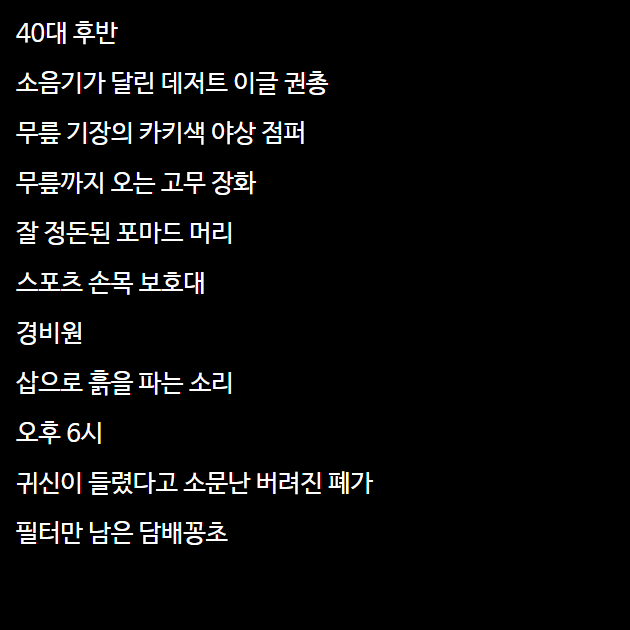 40대 후반
소음기가 달린 데저트 이글 권총
무릎 기장의 카키색 야상 점퍼
무릎까지 오는 고무 장화
잘 정돈된 포마드 머리
스포츠 손목 보호대
경비원
삽으로 흙을 파는 소리
오후 6시
귀신이 들렸다고 소문난 버려진 폐가
필터만 남은 담배꽁초